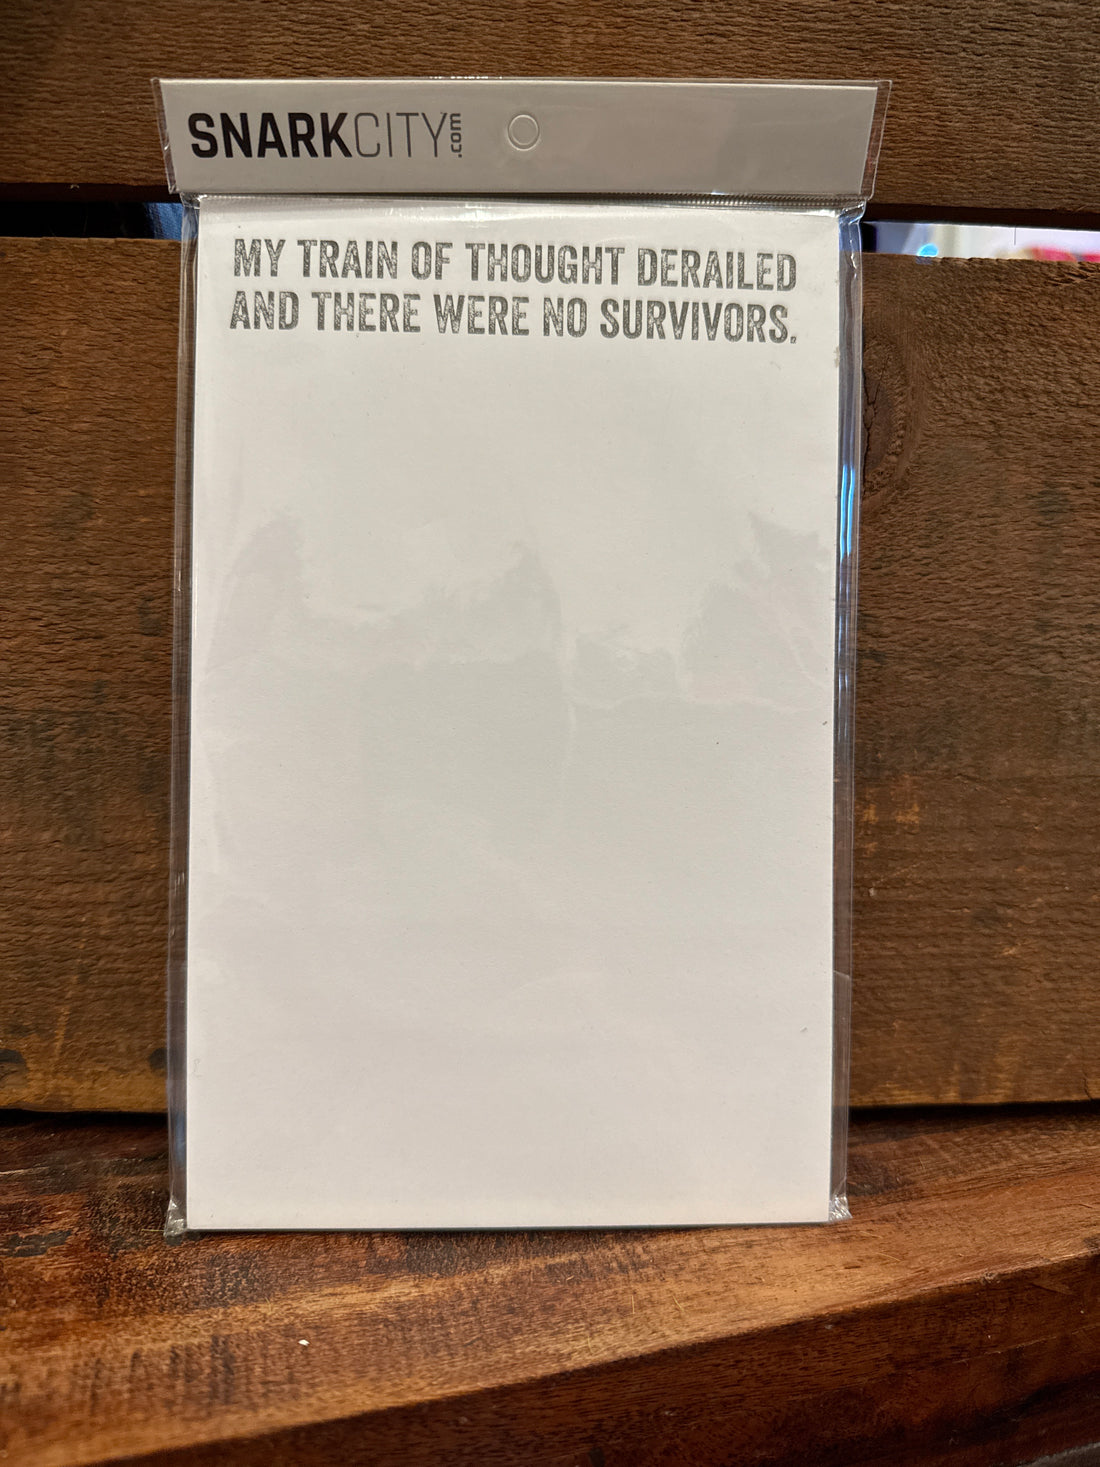 SNARKCITY.com
MY TRAIN OF THOUGHT DERAILED
AND THERE WERE NO SURVIVORS.